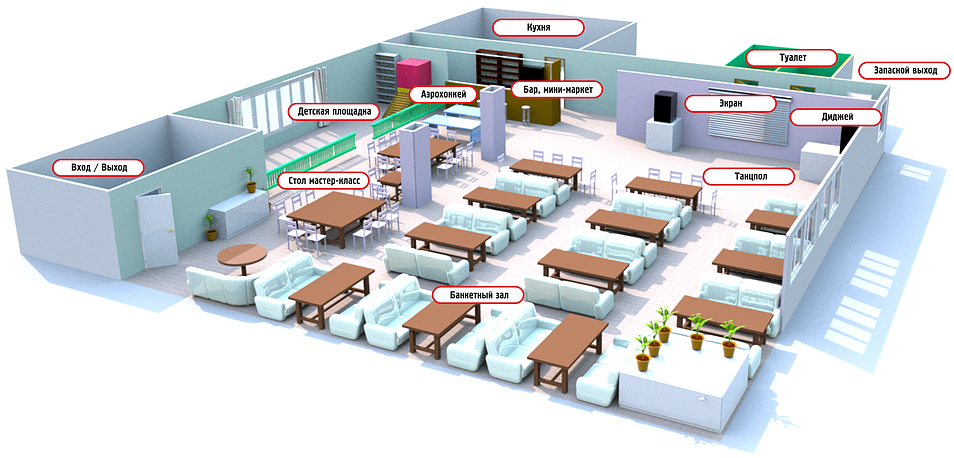 Кухня
Туалет
Запасной выход
Бар, мини-маркет
Аэрохоккей
Экран
Детская площадка
Диджей
Вход / Выход
Стол мастер-класс
Танцпол
Банкетный зал